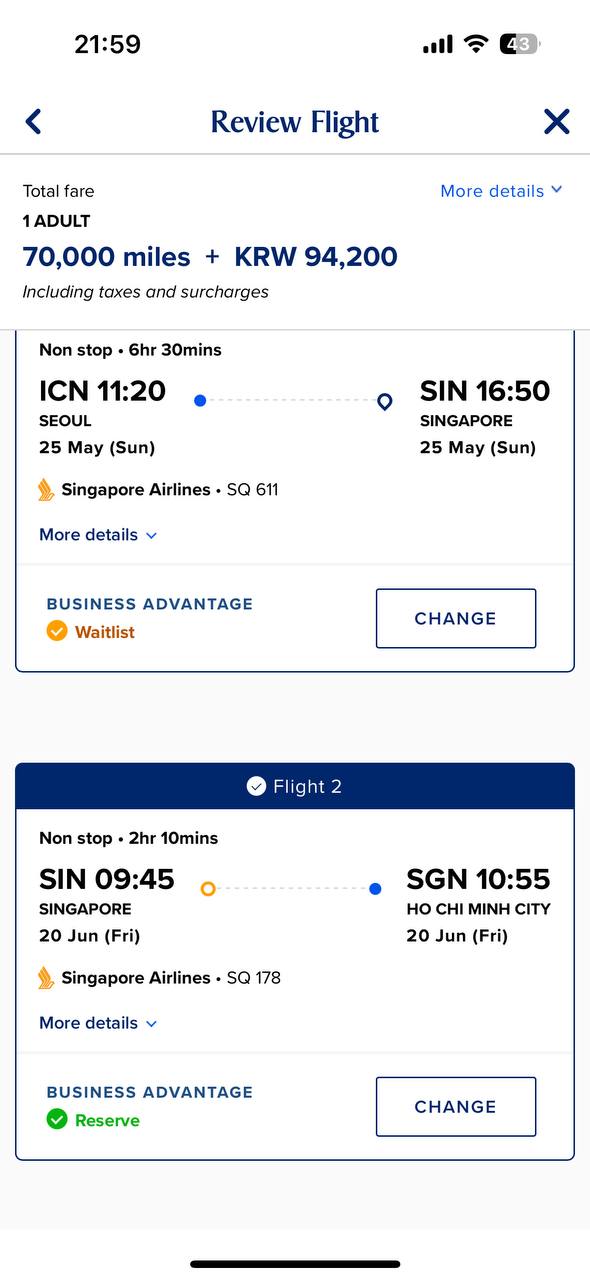 21:59
43
Review Flight
Total fare
More details
1 ADULT
70,000 miles + KRW 94,200
Including taxes and surcharges
Non stop • 6hr 30mins
ICN 11:20 SIN 16:50
SEOUL SINGAPORE
25 May (Sun) 25 May (Sun)
Singapore Airlines • SQ 611
More details
BUSINESS ADVANTAGE
Waitlist
CHANGE
Flight 2
Non stop • 2hr 10mins
SIN 09:45 SGN 10:55
SINGAPORE HO CHI MINH CITY
20 Jun (Fri) 20 Jun (Fri)
Singapore Airlines • SQ 178
More details
BUSINESS ADVANTAGE
Reserve
CHANGE